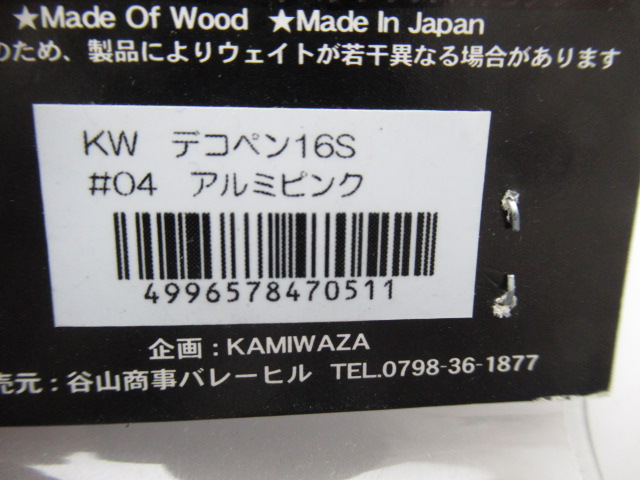 ★Made Of Wood ★Made In Japan
のため、製品によりウェイトが若干異なる場合があります
KW デコペン16S
#04 アルミピンク
4996578470511
企画：KAMIWAZA
売元：谷山商事バレーヒル TEL.0798-36-1877